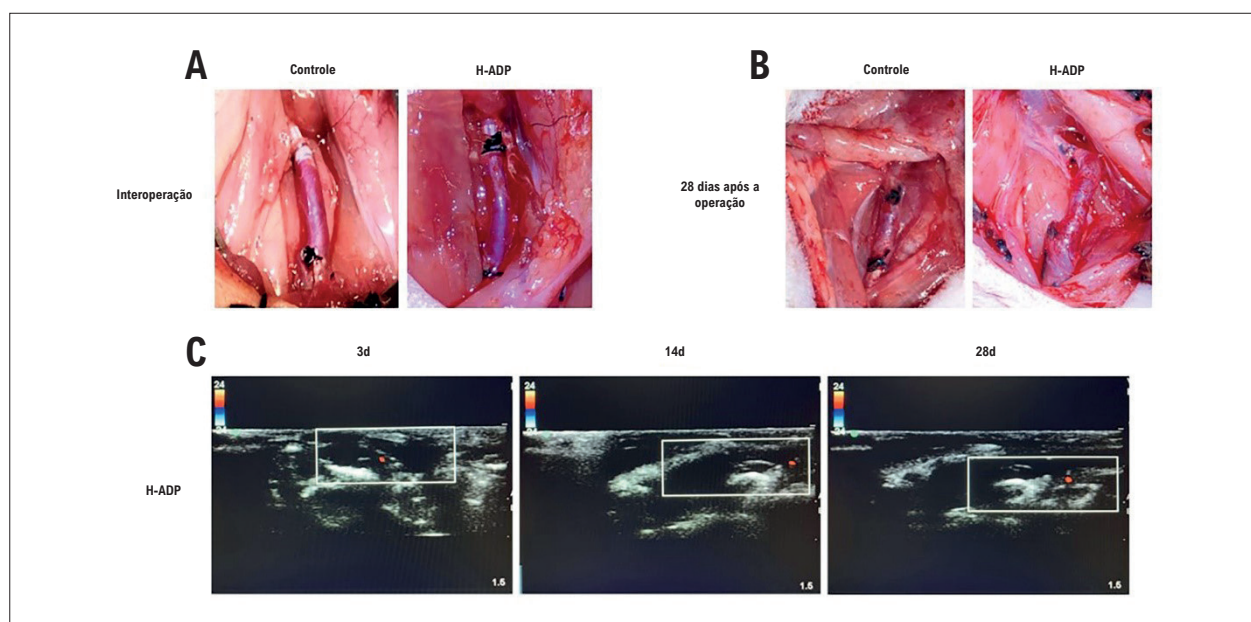 A
Controle
H-ADP
Interoperação
B
Controle
H-ADP
28 dias após a
operação
C
3d
14d
28d
H-ADP
24
1.5
24
1.5
24
1.5